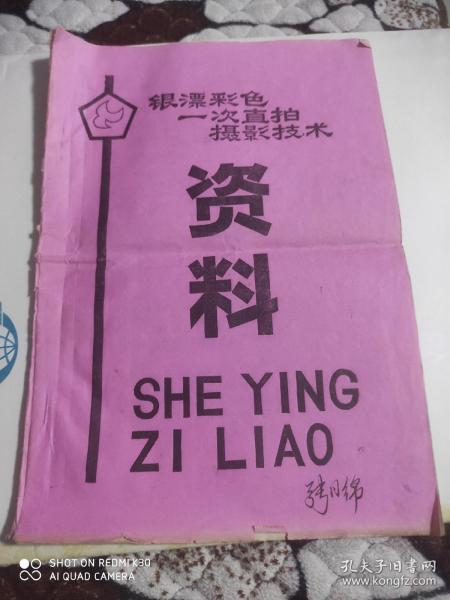 银漂彩色
一次直拍
摄影技术
资
料
SHE YING
ZI LIAO
SHOT ON REDMI K30
AI QUAD CAMERA
孔夫子旧书网
www.kongfz.com